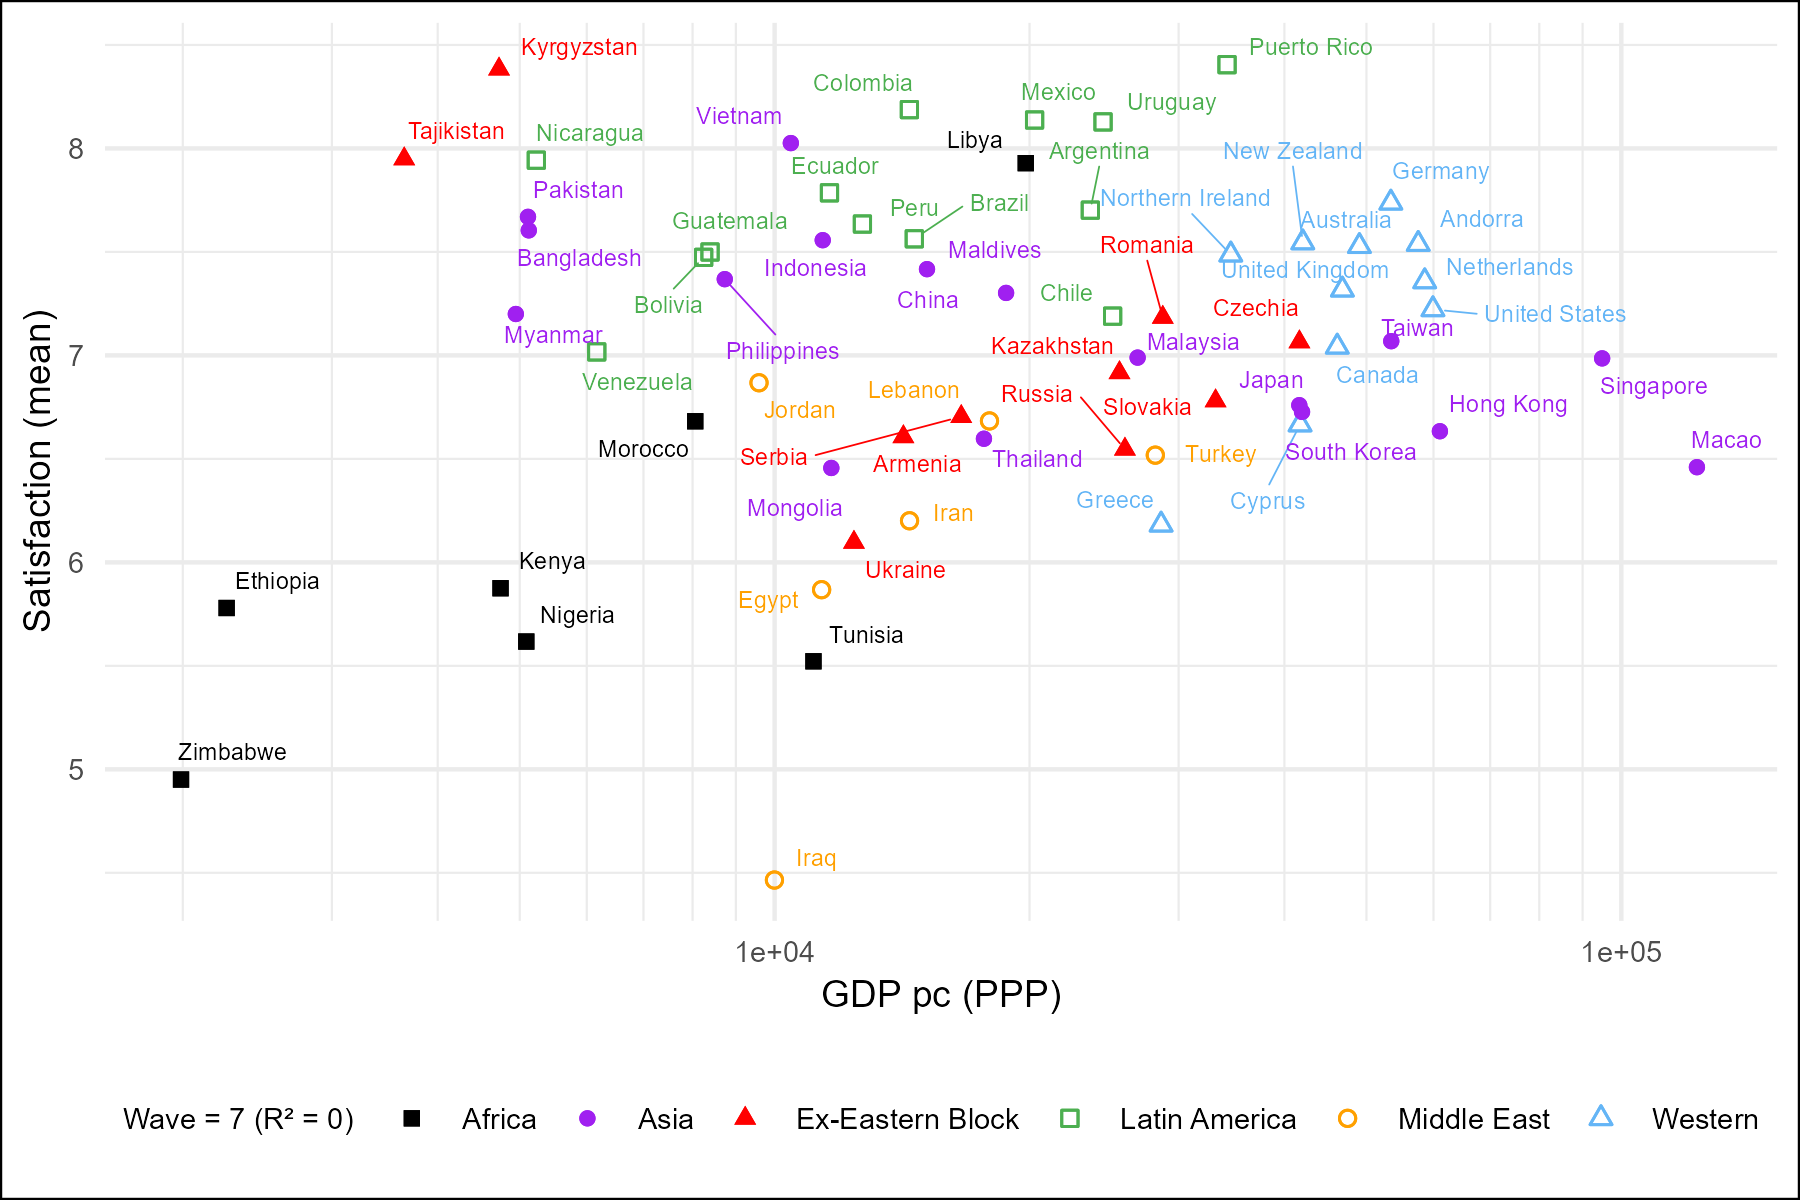 Kyrgyzstan
Puerto Rico
Colombia
Mexico
Uruguay
Vietnam
Tajikistan
Nicaragua
Libya
8
Argentina
New Zealand
Ecuador
Germany
Pakistan
Northern Ireland
Brazil
Peru
Guatemala
Australia
Andorra
Romania
Maldives
Bangladesh
Indonesia
United Kingdom
Netherlands
Chile
China
Bolivia
Czechia
United States
Taiwan
Myanmar
Malaysia
Kazakhstan
Philippines
7
Canada
Japan
Venezuela
Singapore
Lebanon
Russia
Hong Kong
Slovakia
Jordan
Macao
Morocco
South Korea
Turkey
Serbia
Thailand
Armenia
Greece
Cyprus
Mongolia
Iran
Kenya
6
Ukraine
Ethiopia
Egypt
Nigeria
Tunisia
Zimbabwe
5
Iraq
Satisfaction (mean)
1e+04
1e+05
GDP pc (PPP)
Wave = 7 (R² = 0) Africa Asia Ex-Eastern Block Latin America Middle East Western